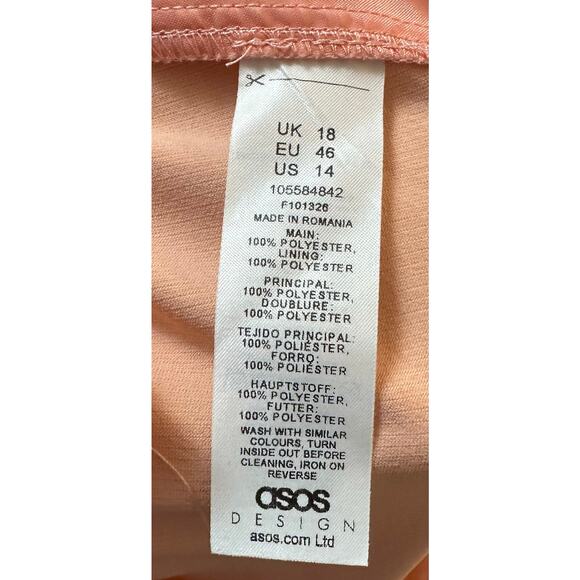 UK 18
EU 46
US 14
105584842
F101326
MADE IN ROMANIA
MAIN:
100% POLYESTER,
LINING:
100% POLYESTER
PRINCIPAL:
100% POLYESTER,
DOUBLURE:
100% POLYESTER
TEJIDO PRINCIPAL:
100% POLIÉSTER,
FORRO:
100% POLIÉSTER
HAUPTSTOFF:
100% POLYESTER,
FUTTER:
100% POLYESTER
WASH WITH SIMILAR
COLOURS, TURN
INSIDE OUT BEFORE
CLEANING, IRON ON
REVERSE
asos
DESIGN
asos.com Ltd